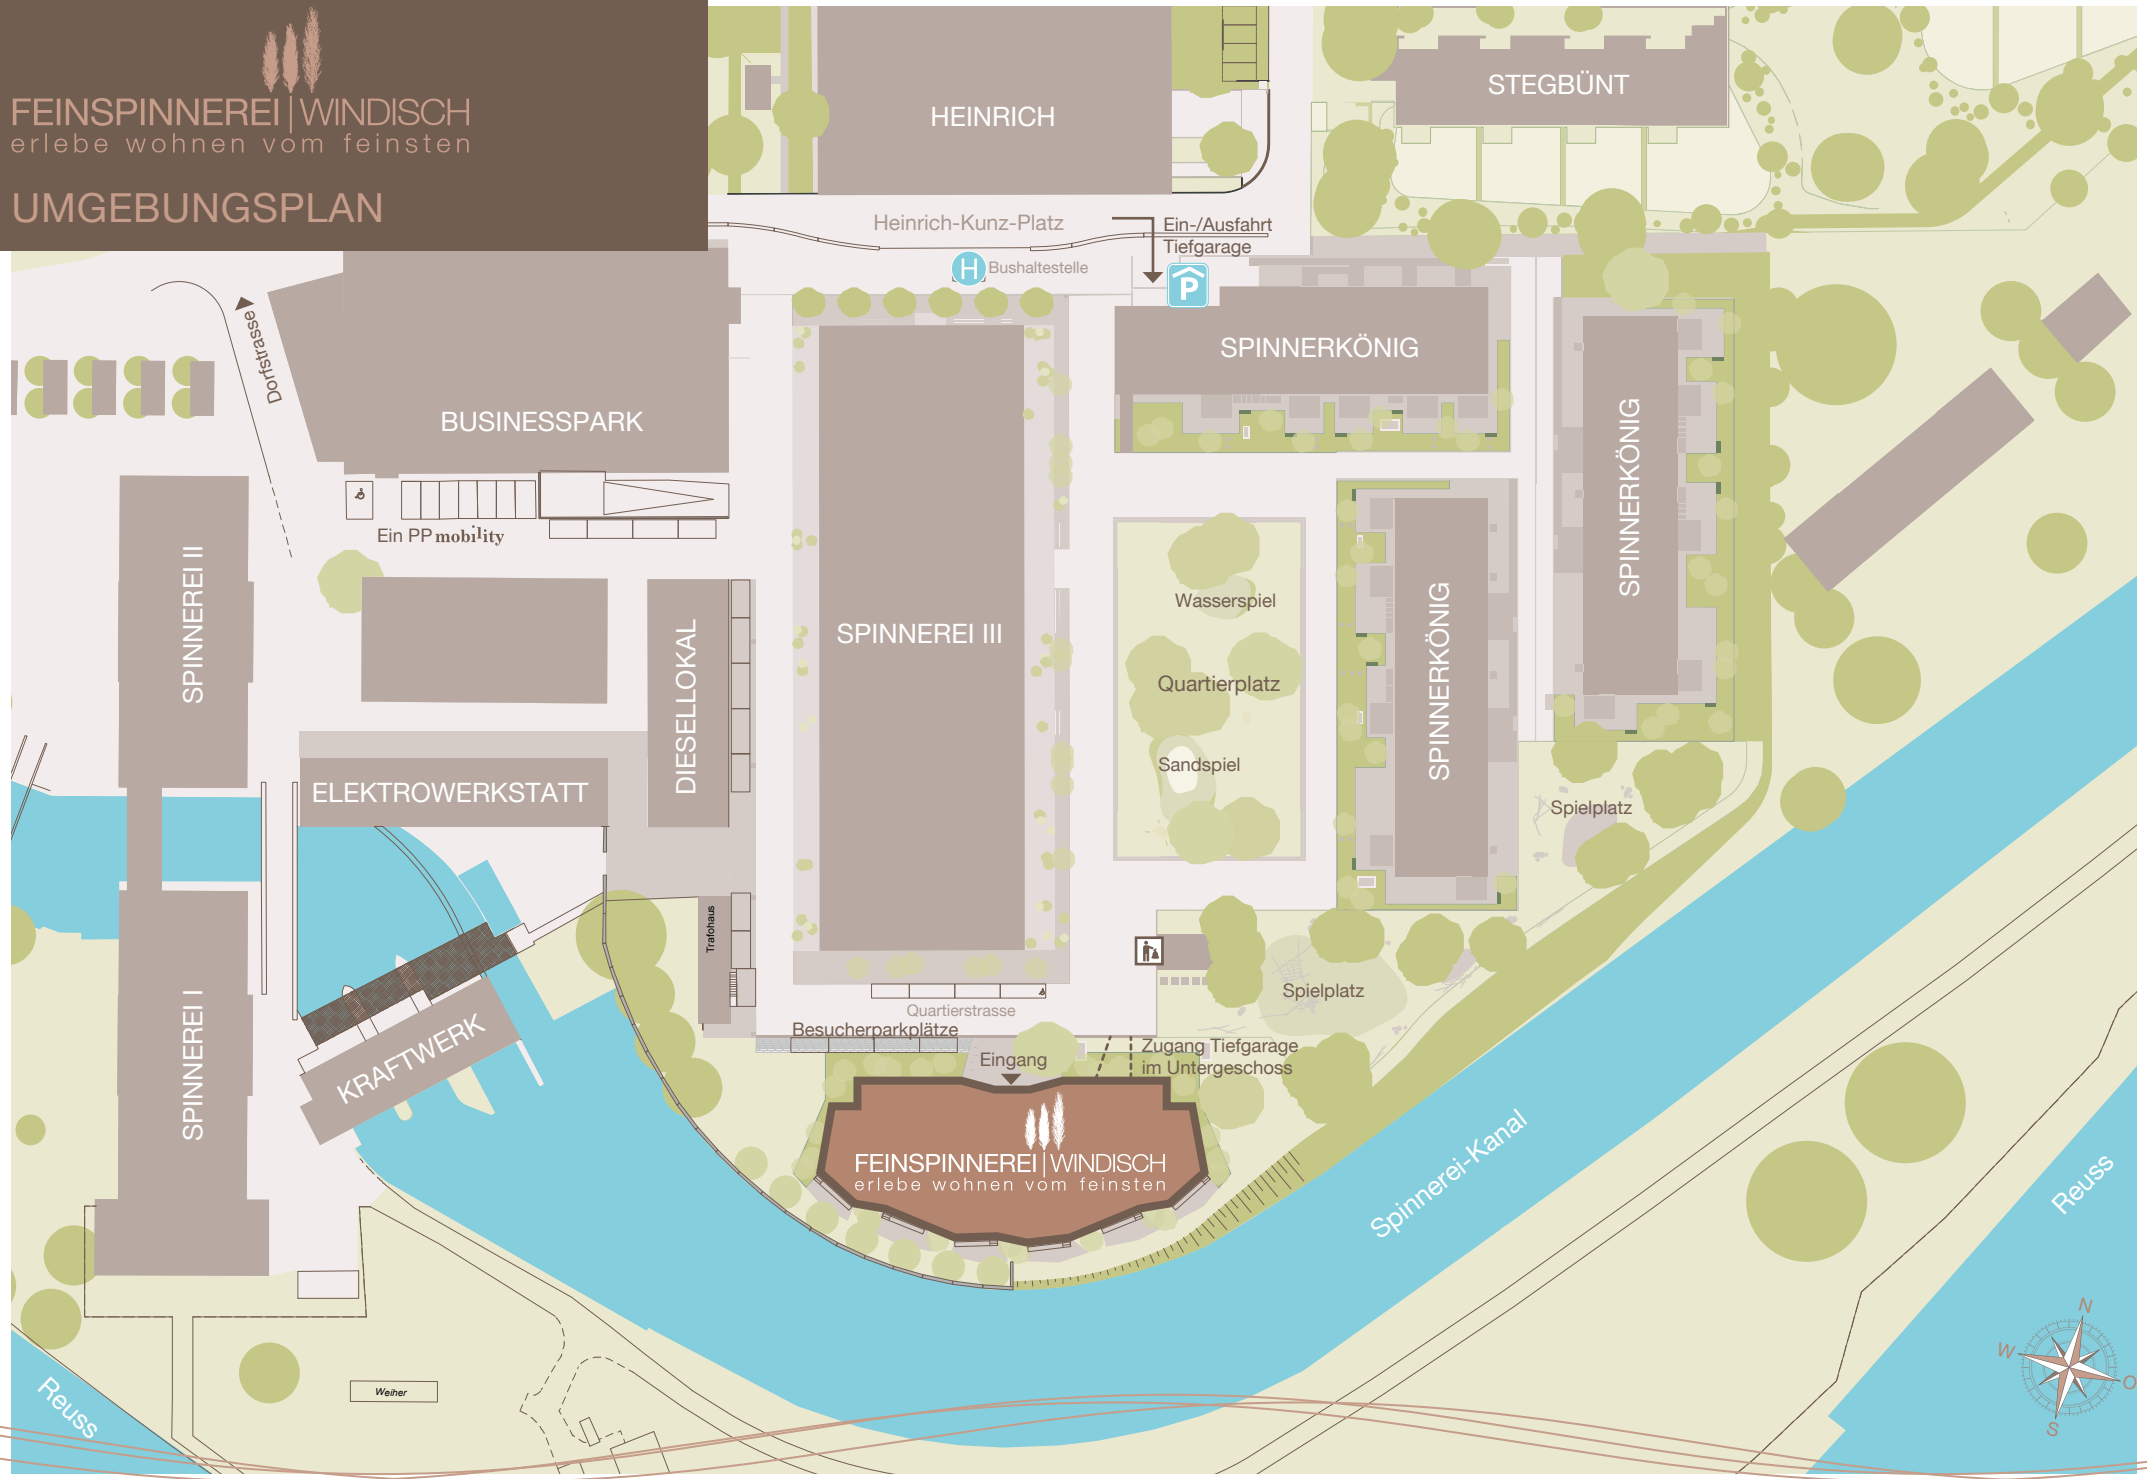 FEINSPINNEREI|WINDISCH
erlebe wohnen vom feinsten
UMGEBUNGSPLAN
HEINRICH
STEGBÜNT
Heinrich-Kunz-Platz
Ein-/Ausfahrt
Tiefgarage
H Bushaltestelle
P
Dorfstrasse
BUSINESSPARK
SPINNERKÖNIG
SPINNERKÖNIG
SPINNERKÖNIG
Ein PP mobility
SPINNEREI II
SPINNEREI III
DIESELLOKAL
Wasserspiel
Quartierplatz
Sandspiel
ELEKTROWERKSTATT
Spielplatz
Trafohaus
SPINNEREI I
KRAFTWERK
Spielplatz
Quartierstrasse
Besucherparkplätze
Eingang
Zugang Tiefgarage
im Untergeschoss
FEINSPINNEREI|WINDISCH
erlebe wohnen vom feinsten
Spinnerei-Kanal
Reuss
Reuss
Weiher
N
W
O
S